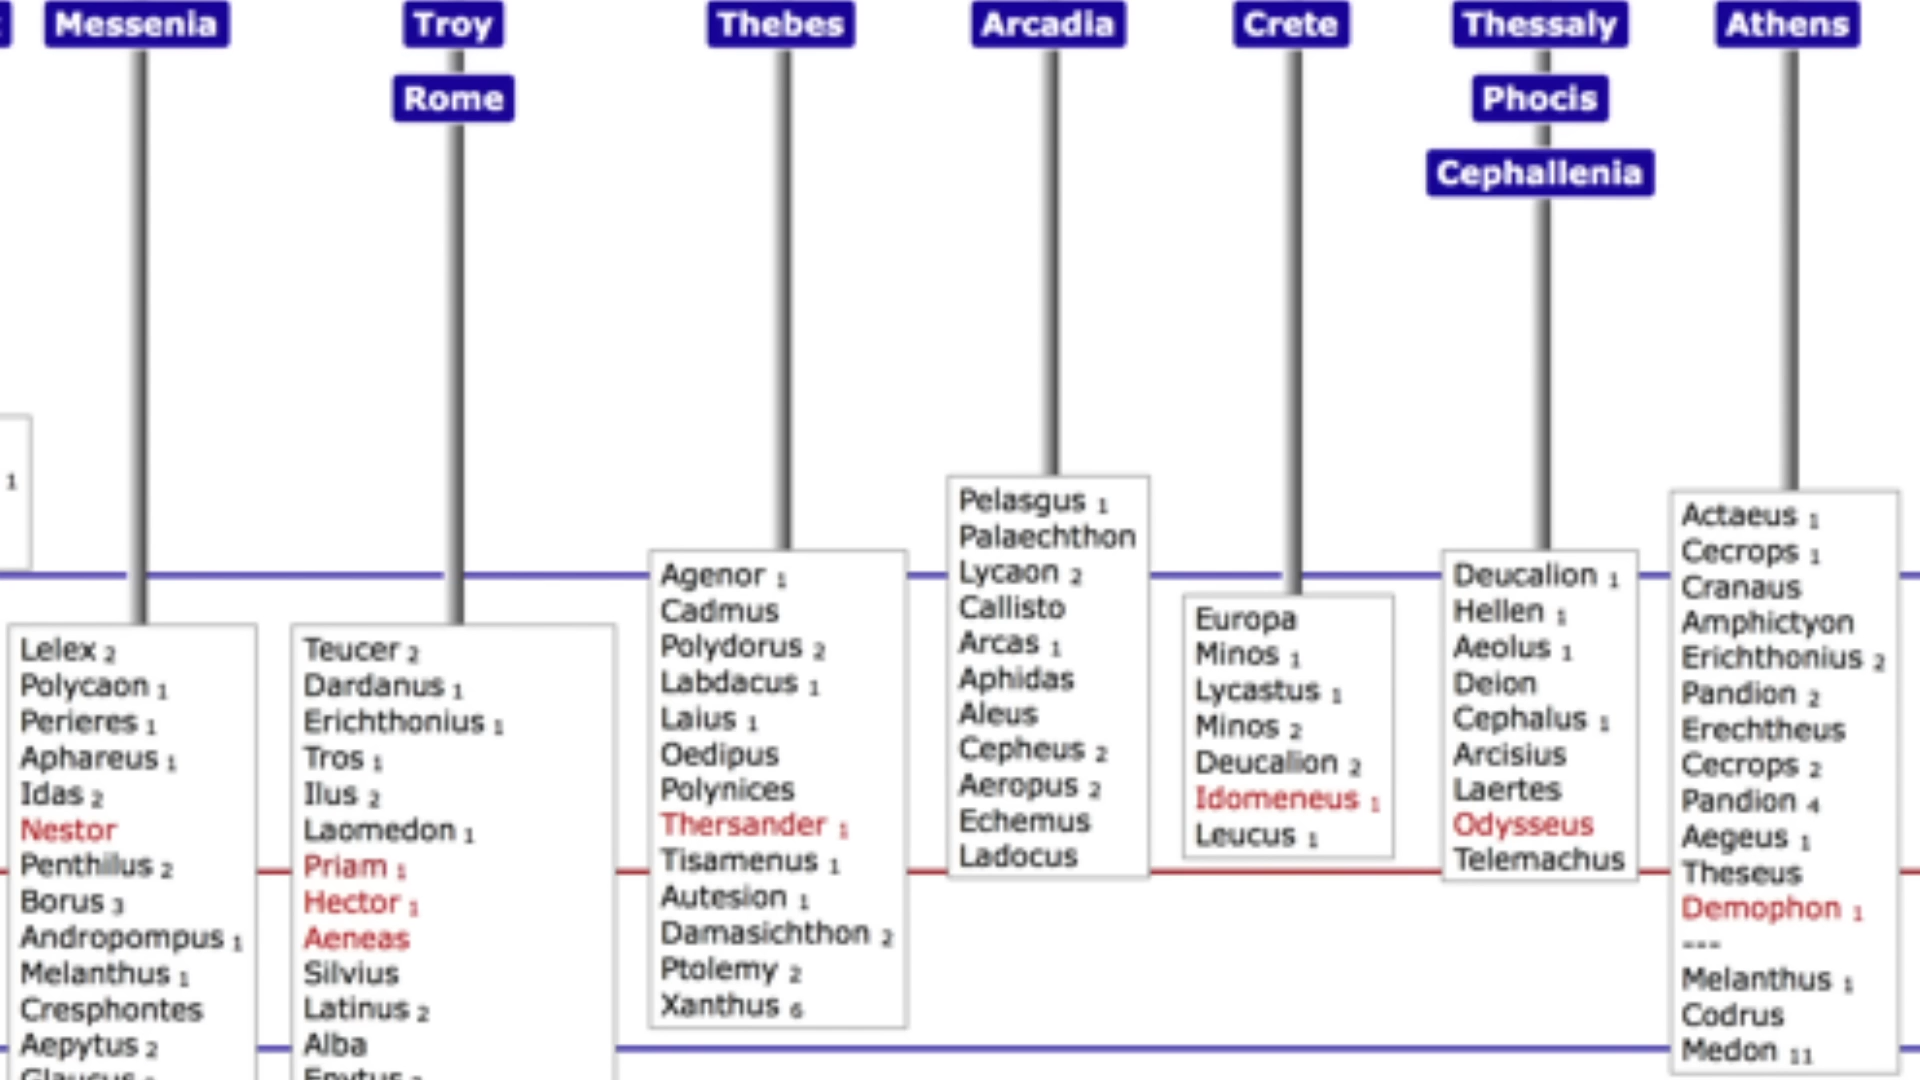 Messenia
Troy
Thebes
Arcadia
Crete
Thessaly
Athens
Rome
Phocis
Cephallenia
1
Lelex 2
Polycaon 1
Perieres 1
Aphareus 1
Idas 2
Nestor
Penthilus 2
Borus 3
Andropompus 1
Melanthus 1
Cresphontes
Aepytus 2
Teucer 2
Dardanus 1
Erichthonius 1
Tros 1
Ilus 2
Laomedon 1
Priam 1
Hector 1
Aeneas
Silvius
Latinus 2
Alba
Agenor 1
Cadmus
Polydorus 2
Labdacus 1
Laius 1
Oedipus
Polynices
Thersander 1
Tisamenus 1
Autesion 1
Damasichthon 2
Ptolemy 2
Xanthus 6
Pelasgus 1
Palaechthon
Lycaon 2
Callisto
Arcas 1
Aphidas
Aleus
Cepheus 2
Aeropus 2
Echemus
Ladocus
Europa
Minos 1
Lycastus 1
Minos 2
Deucalion 2
Idomeneus 1
Leucus 1
Deucalion 1
Hellen 1
Aeolus 1
Deion
Cephalus 1
Arcisius
Laertes
Odysseus
Telemachus
Actaeus 1
Cecrops 1
Cranaus
Amphictyon
Erichthonius 2
Pandion 2
Erechtheus
Cecrops 2
Pandion 4
Aegeus 1
Theseus
Demophon 1
---
Melanthus 1
Codrus
Medon 11